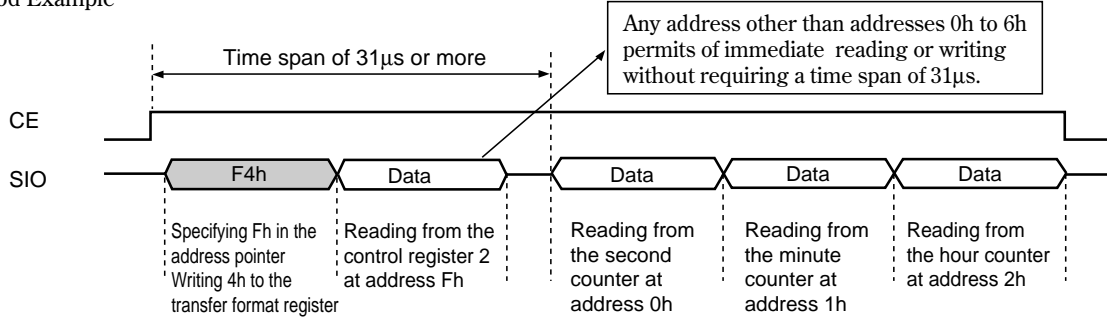 Example
Any address other than addresses 0h to 6h
permits of immediate reading or writing
without requiring a time span of 31μs.
Time span of 31μs or more
CE
SIO
F4h
Data
Data
Data
Data
Specifying Fh in the
address pointer
Writing 4h to the
transfer format register
Reading from the
control register 2
at address Fh
Reading from
the second
counter at
address 0h
Reading from
the minute
counter at
address 1h
Reading from
the hour counter
at address 2h